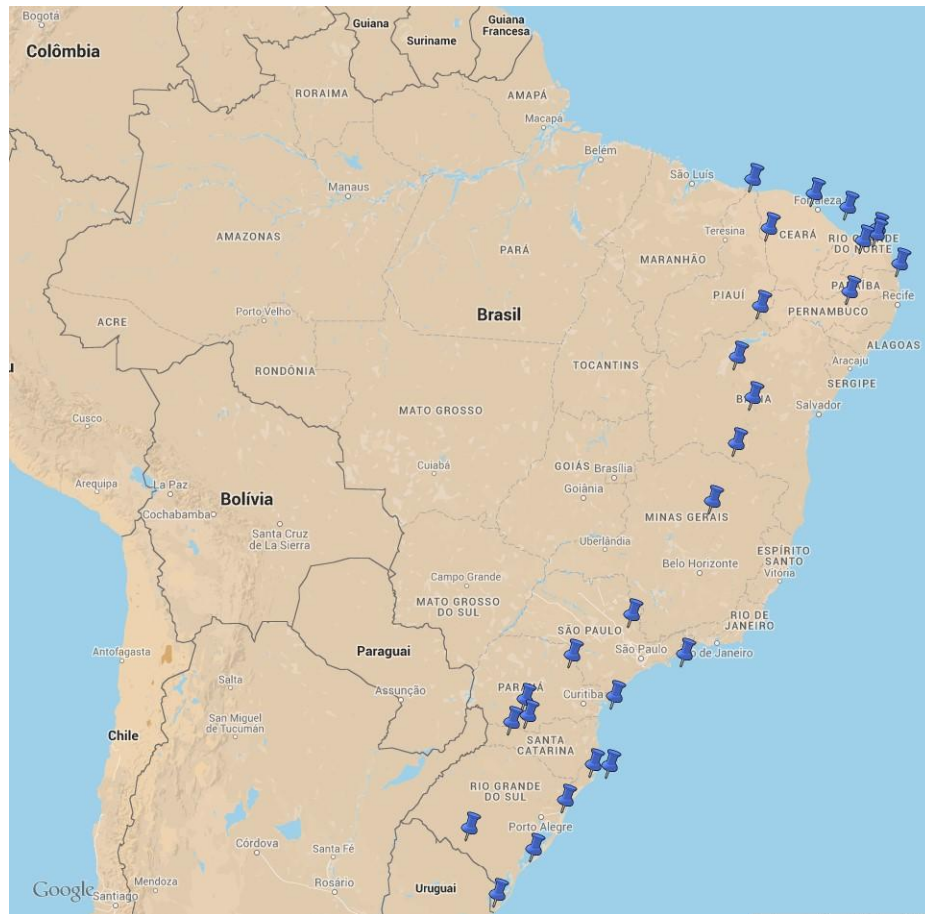 Bogotá
Colômbia
Guiana
Suriname
Guiana
Francesa
RORAIMA
AMAPÁ
Macapá
Belém
São Luís
Manaus
Fortaleza
Teresina
CEARÁ
AMAZONAS
PARÁ
MARANHÃO
RIO GRANDE
DO NORTE
PIAUÍ
PARAÍBA
Recife
PERNAMBUCO
Porto Velho
Brasil
ACRE
ALAGOAS
RONDÔNIA
TOCANTINS
Aracaju
SERGIPE
BAHIA
Salvador
MATO GROSSO
Cusco
Cuiabá
GOIÁS
Brasília
Arequipa
La Paz
Bolívia
Goiânia
Cochabamba
MINAS GERAIS
Santa Cruz
de La Sierra
Uberlândia
ESPÍRITO
SANTO
Belo Horizonte
Vitória
Campo Grande
MATO GROSSO
DO SUL
RIO DE
JANEIRO
SÃO PAULO
Antofagasta
Paraguai
São Paulo
de Janeiro
Salta
Assunção
PARANÁ
Curitiba
San Miguel
de Tucumán
Chile
SANTA
CATARINA
RIO GRANDE
DO SUL
Porto Alegre
Córdova
Santa Fé
Google
Mendoza
Rosário
Uruguai
Santiago